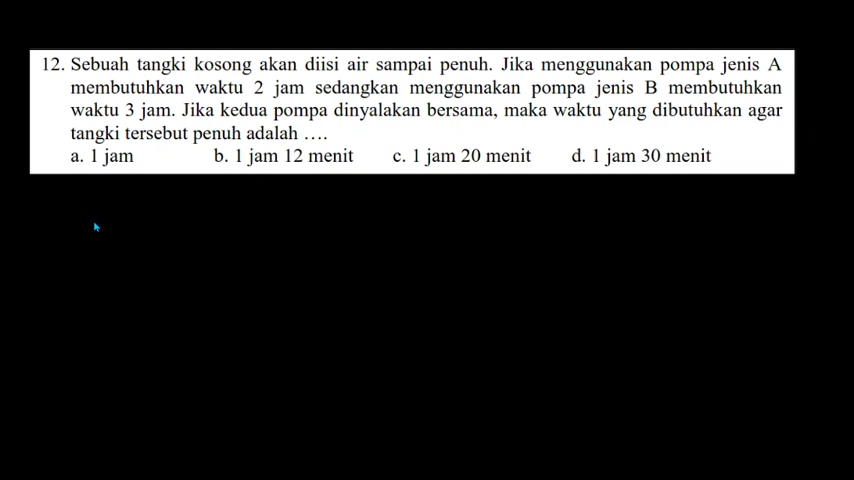 12. Sebuah tangki kosong akan diisi air sampai penuh. Jika menggunakan pompa jenis A
membutuhkan waktu 2 jam sedangkan menggunakan pompa jenis B membutuhkan
waktu 3 jam. Jika kedua pompa dinyalakan bersama, maka waktu yang dibutuhkan agar
tangki tersebut penuh adalah ….
a. 1 jam b. 1 jam 12 menit c. 1 jam 20 menit d. 1 jam 30 menit